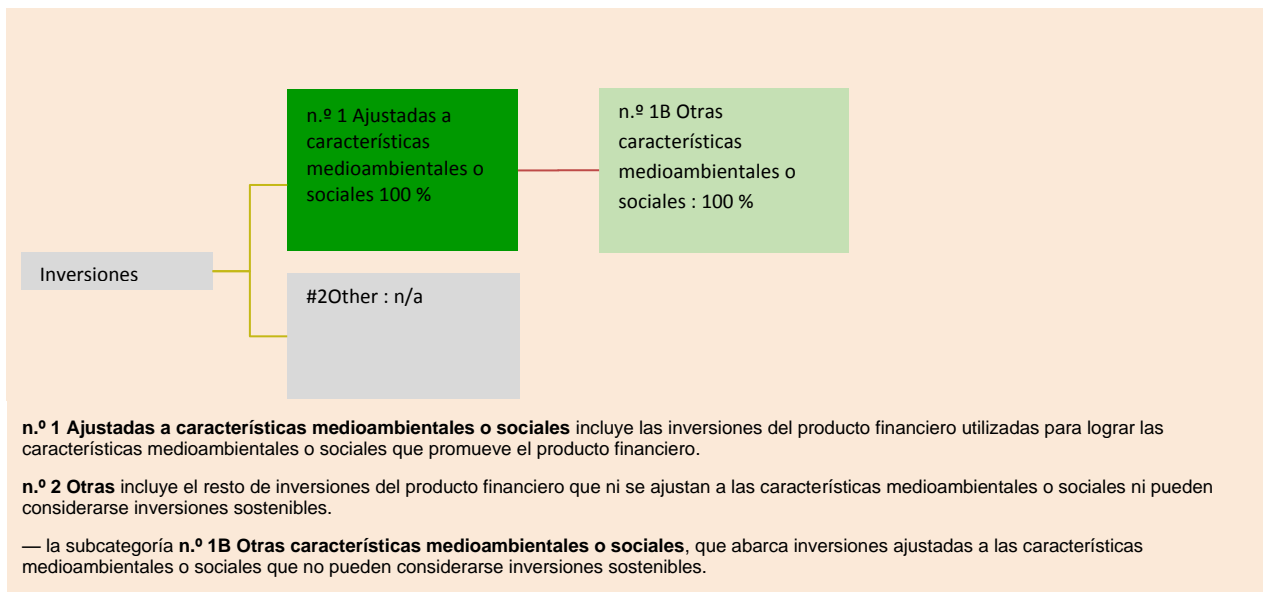 n.º 1 Ajustadas a
características
medioambientales o
sociales 100 %
n.º 1B Otras
características
medioambientales o
sociales : 100 %
Inversiones
#2Other : n/a
n.º 1 Ajustadas a características medioambientales o sociales incluye las inversiones del producto financiero utilizadas para lograr las
características medioambientales o sociales que promueve el producto financiero.
n.º 2 Otras incluye el resto de inversiones del producto financiero que ni se ajustan a las características medioambientales o sociales ni pueden
considerarse inversiones sostenibles.
— la subcategoría n.º 1B Otras características medioambientales o sociales, que abarca inversiones ajustadas a las características
medioambientales o sociales que no pueden considerarse inversiones sostenibles.